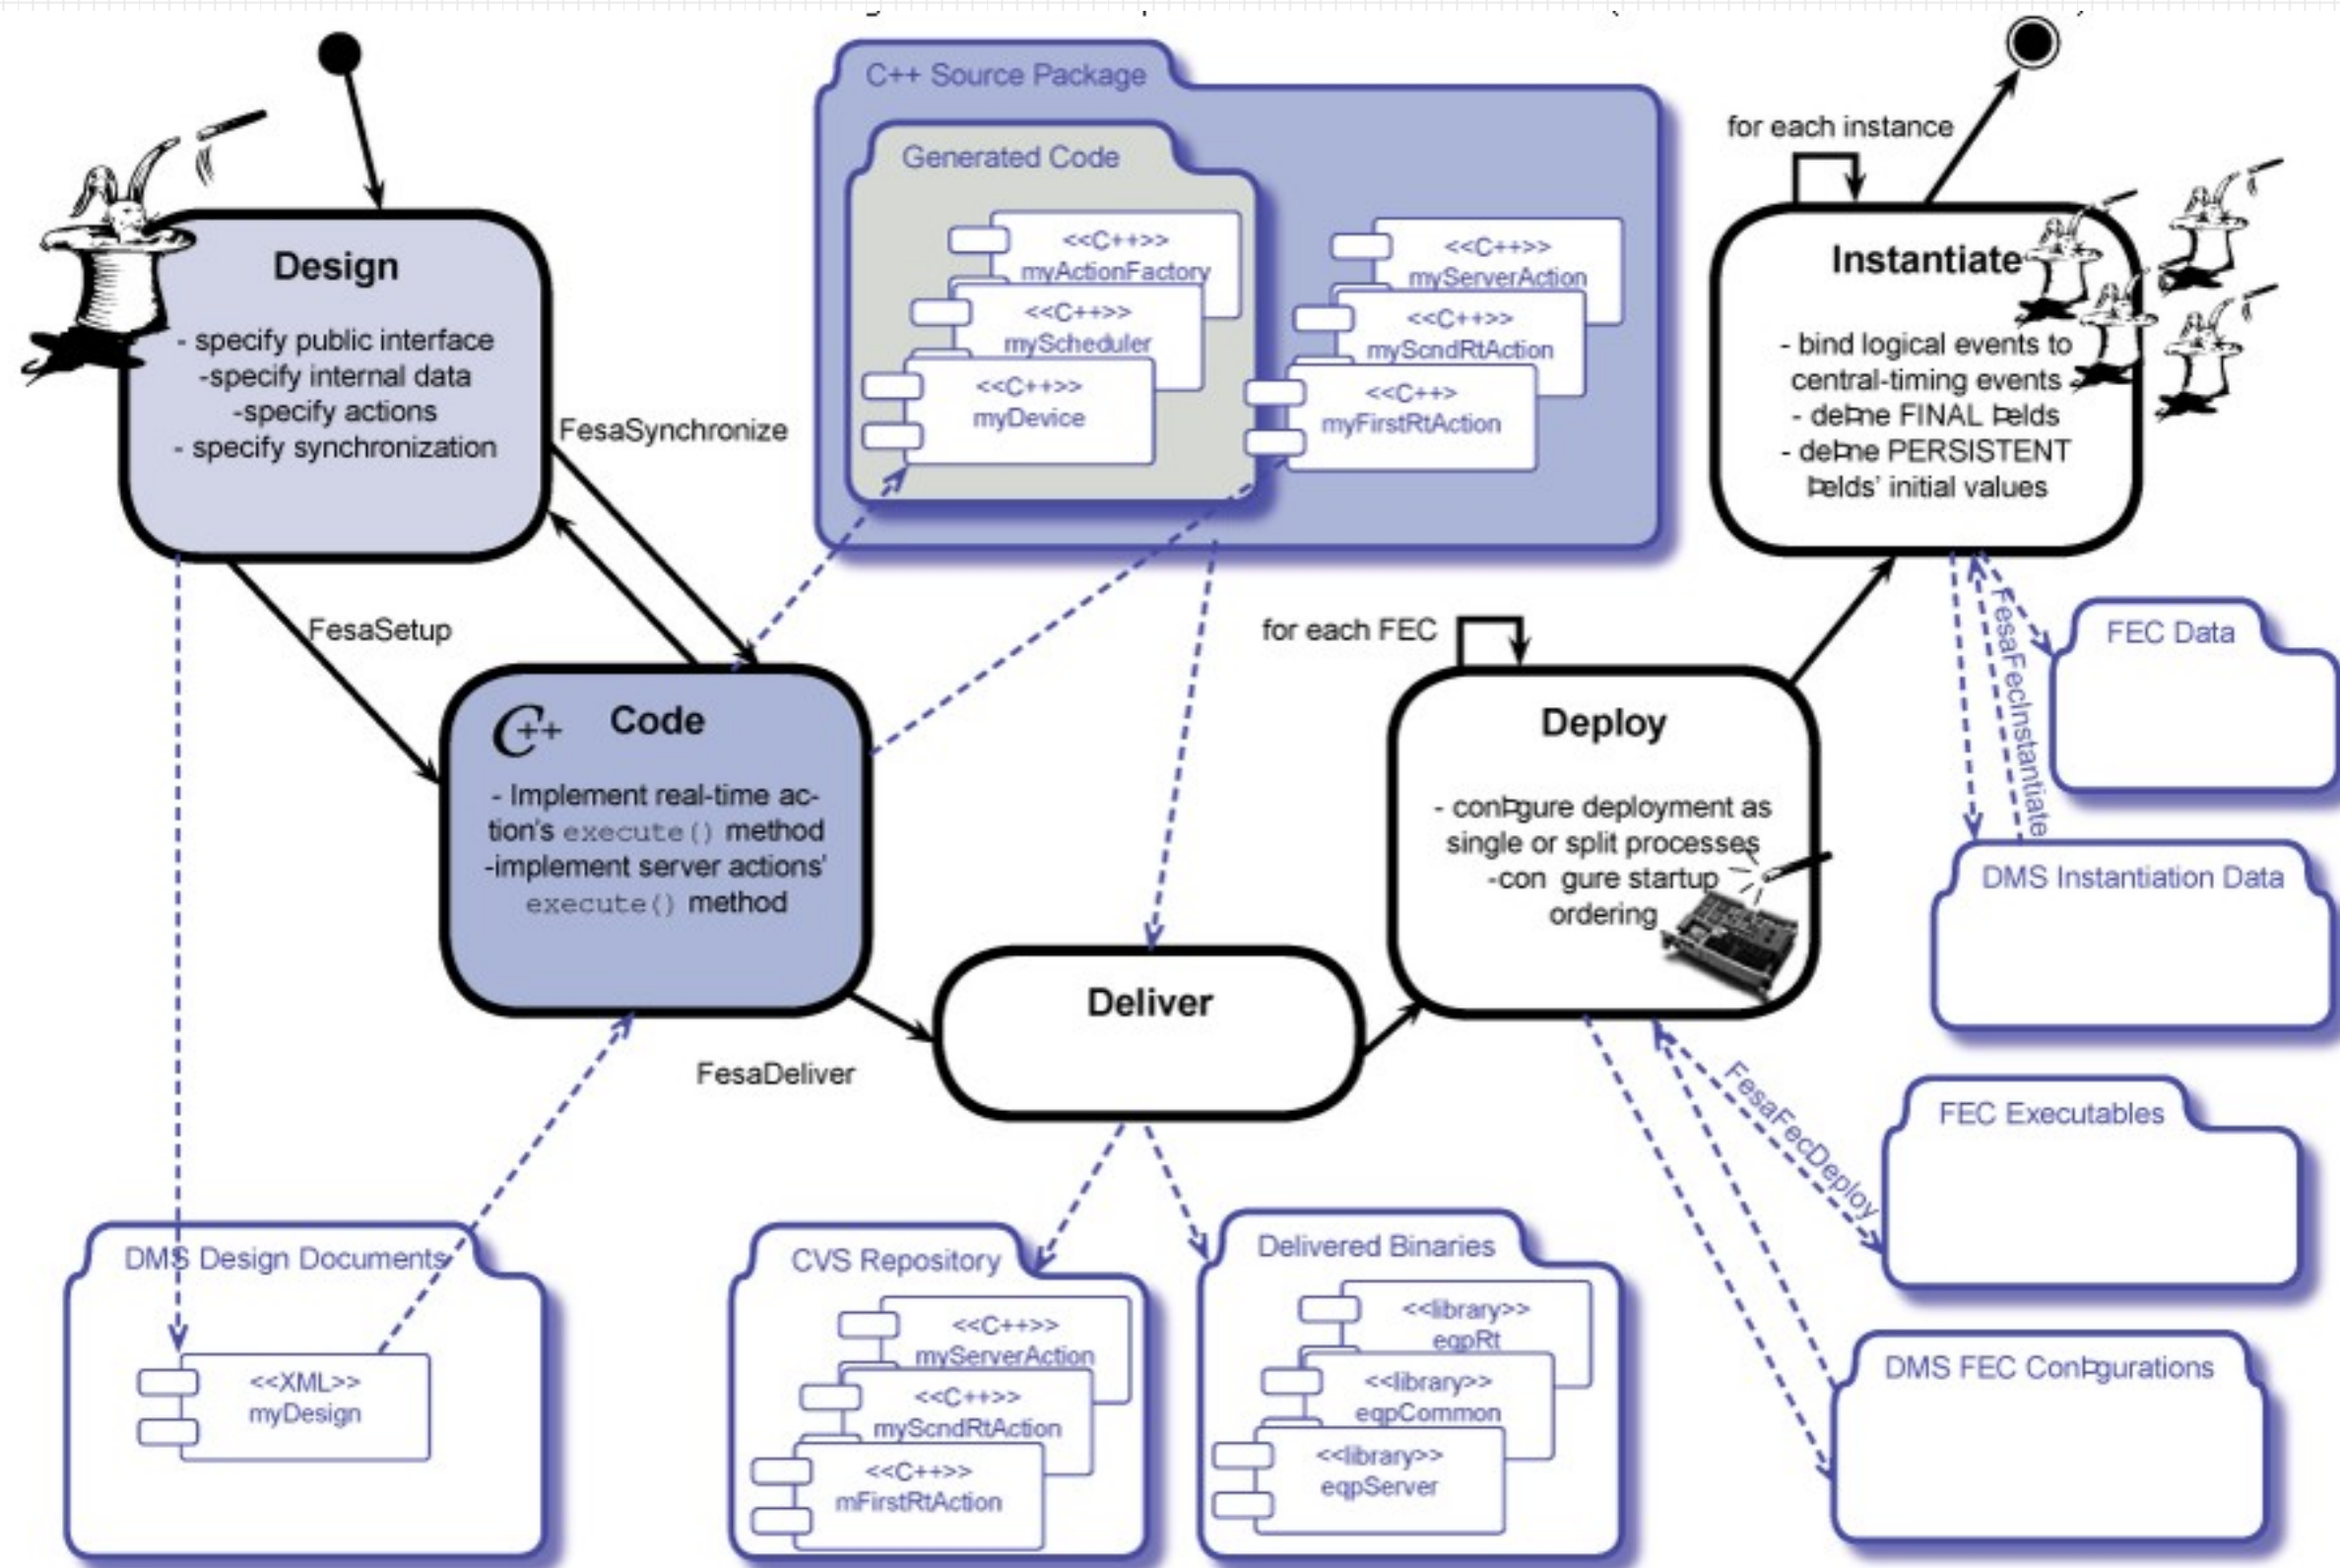 C++ Source Package
Generated Code
<<C++>>
myActionFactory
<<C++>>
myScheduler
<<C++>>
myDevice
<<C++>>
myServerAction
<<C++>>
myScndRtAction
<<C++>
myFirstRtAction
for each instance
Instantiate
- bind logical events to
central-timing events
- deÞne FINAL Þelds
- deÞne PERSISTENT
Þelds' initial values
Design
- specify public interface
-specify internal data
-specify actions
- specify synchronization
FesaSynchronize
FesaSetup
C++ Code
- Implement real-time ac-
tion's execute() method
-implement server actions'
execute() method
for each FEC
Deploy
- conÞgure deployment as
single or split processes
-con gure startup
ordering
FesaFecInstantiate
FEC Data
DMS Instantiation Data
Deliver
FesaDeliver
FesaFecDeploy
FEC Executables
DMS FEC ConÞgurations
DMS Design Documents
<<XML>>
myDesign
CVS Repository
<<C++>>
myServerAction
<<C++>>
myScndRtAction
<<C++>>
mFirstRtAction
Delivered Binaries
<<library>>
eqpRt
<<library>>
eqpCommon
<<library>>
eqpServer